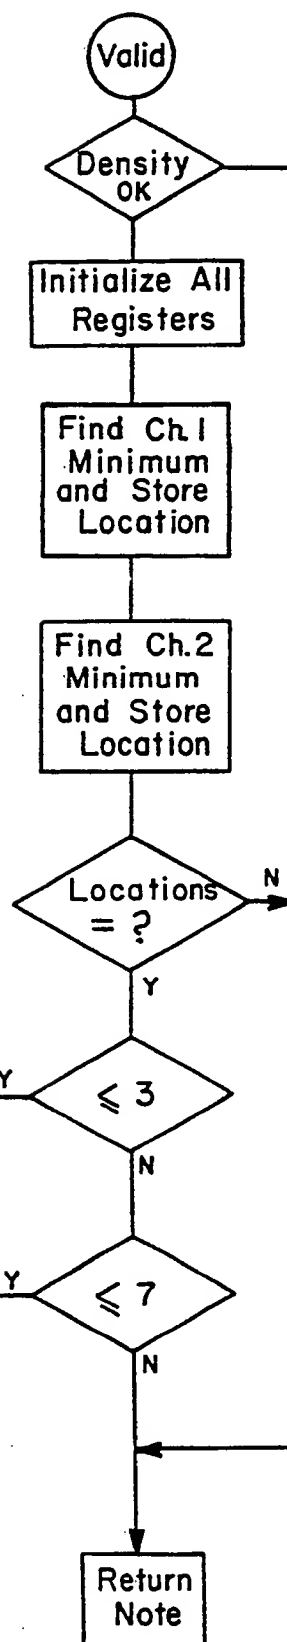 Valid
Density
OK
Initialize All
Registers
Find Ch.1
Minimum
and Store
Location
Find Ch.2
Minimum
and Store
Location
Locations
= ?
N
Y
Y
≤ 3
N
Y
≤ 7
N
Return
Note